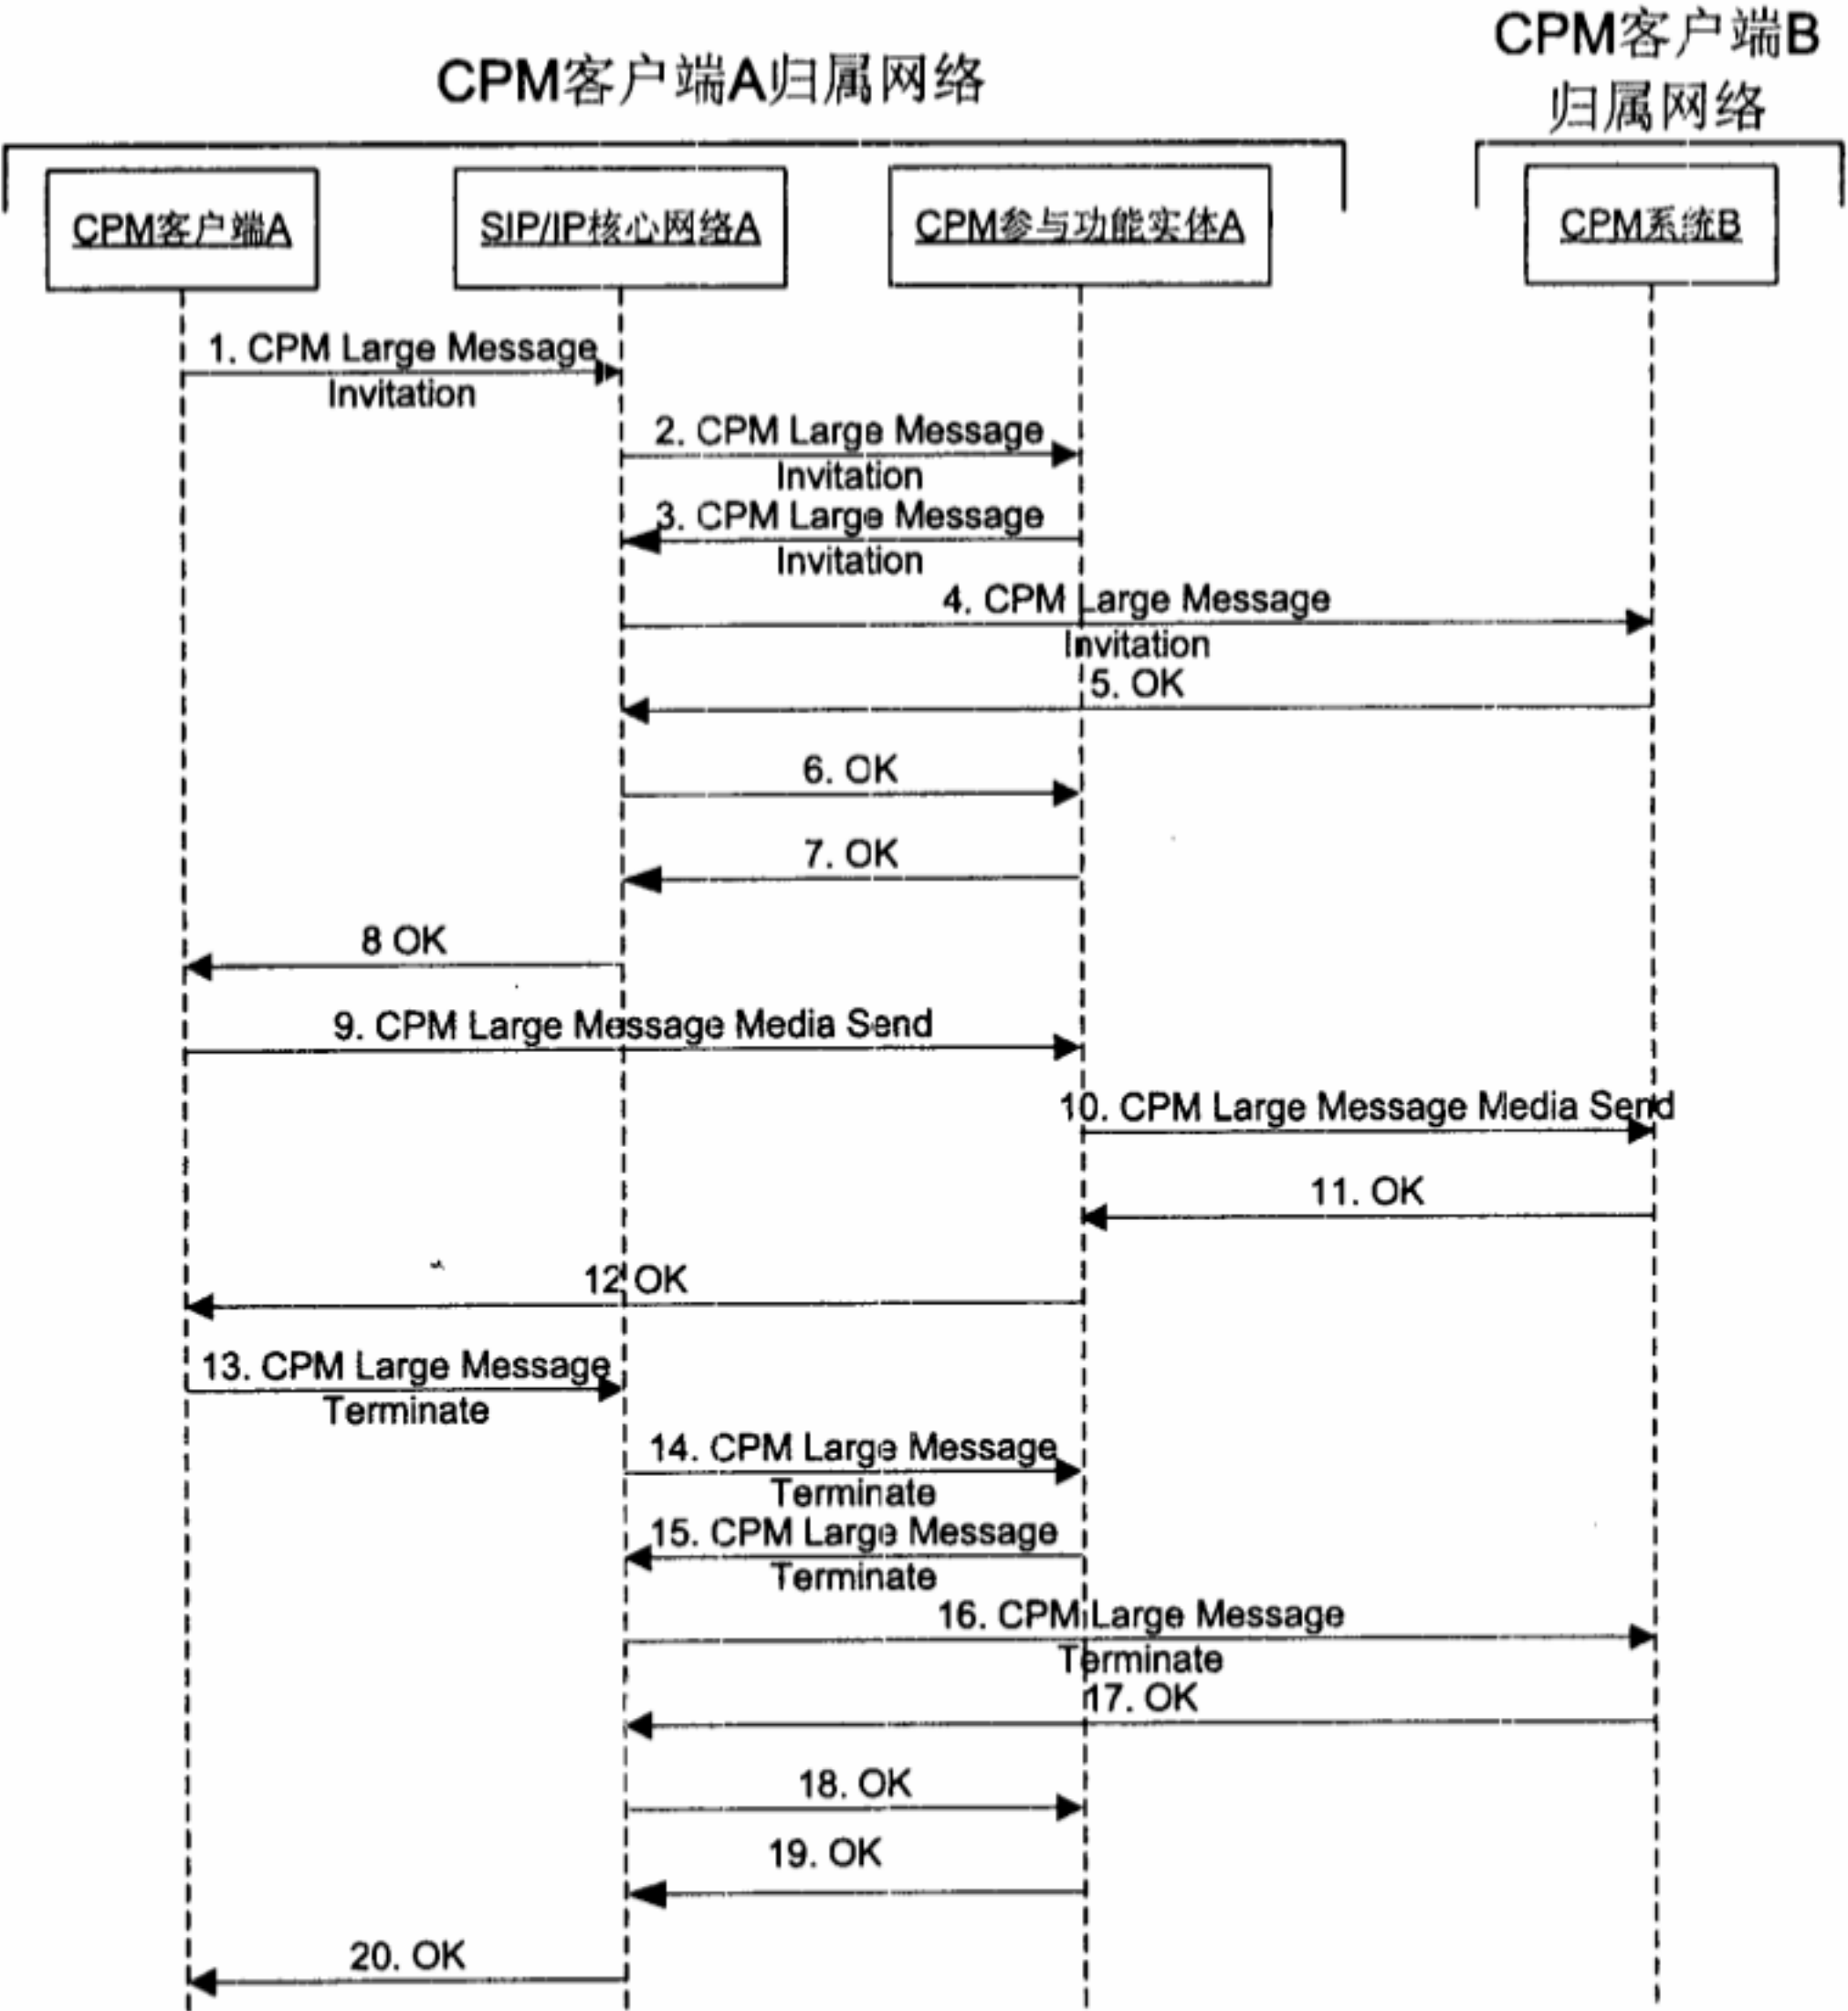 CPM客户端A归属网络
CPM客户端B
归属网络
CPM客户端A
SIP/IP核心网络A
CPM参与功能实体A
CPM系统B
1. CPM Large Message
Invitation
2. CPM Large Message
Invitation
3. CPM Large Message
Invitation
4. CPM Large Message
Invitation
5. OK
6. OK
7. OK
8 OK
9. CPM Large Message Media Send
10. CPM Large Message Media Send
11. OK
12 OK
13. CPM Large Message
Terminate
14. CPM Large Message
Terminate
15. CPM Large Message
Terminate
16. CPM Large Message
Terminate
17. OK
18. OK
19. OK
20. OK